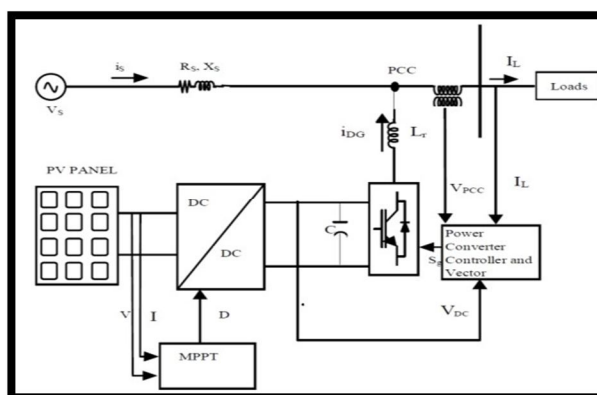 iS
RS, XS
PCC
IL
VS
Loads
iDG
Lr
PV PANEL
VPCC
IL
DC
DC
C
Power
Converter
Controller and
Vector
V
I
D
VDC
MPPT